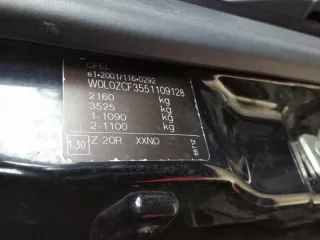 OPEL
e1*2001/116*0292
W0L0ZCF3551109128
2160 kg
3525 kg
1-1090 kg
2-1100 kg
1.50 Z 20R XXNO